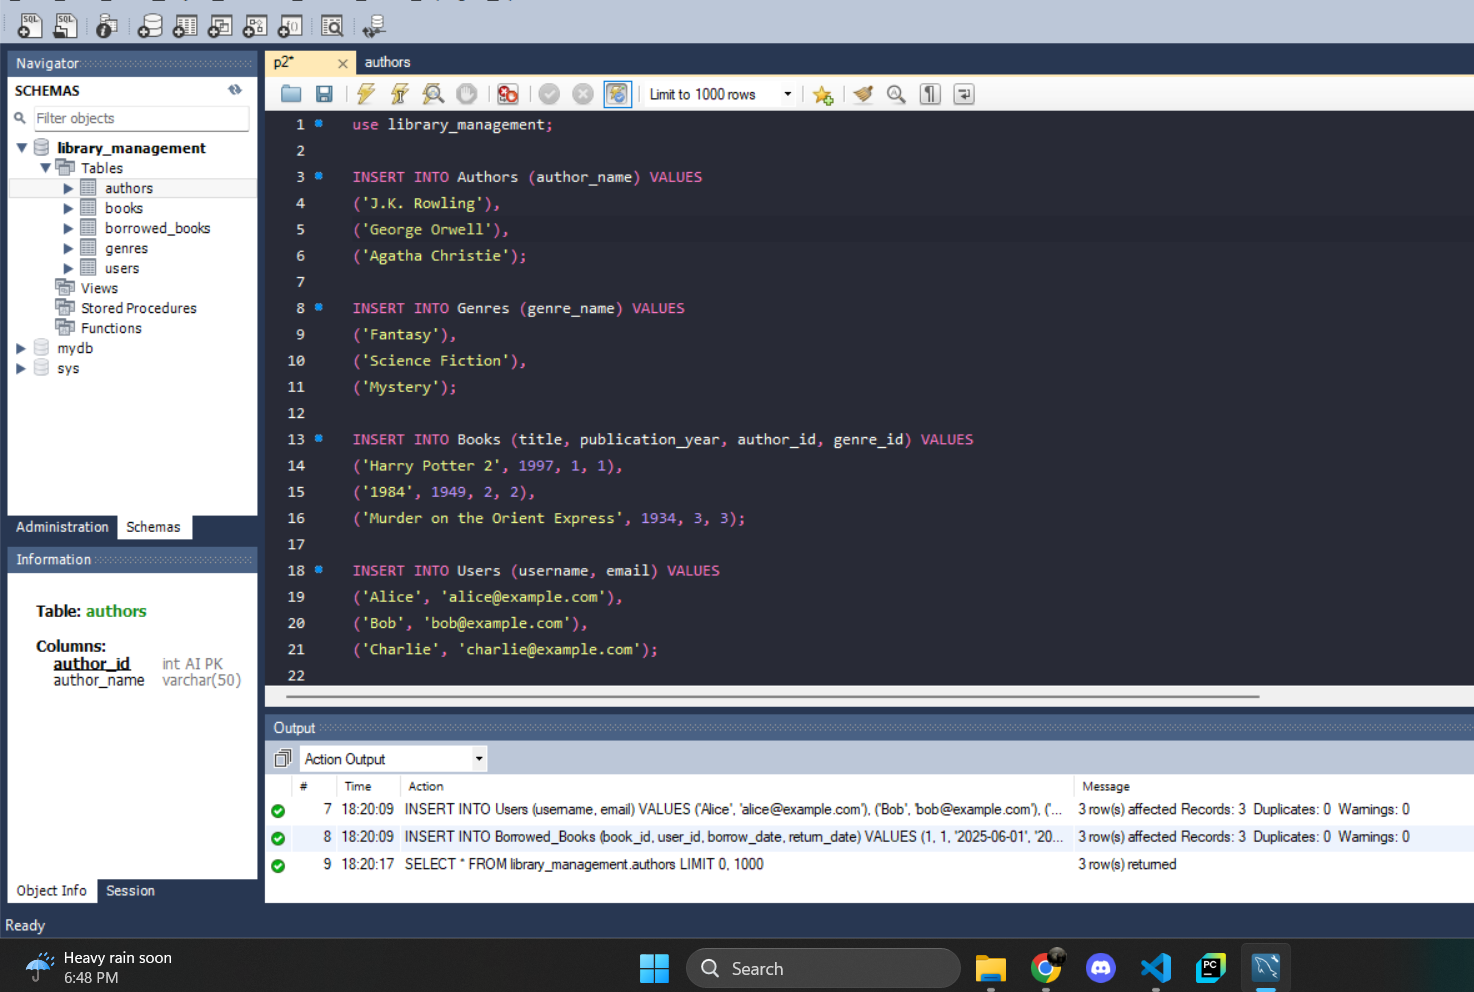 SQL
SQL
Navigator
SCHEMAS
Filter objects
library_management
Tables
authors
books
borrowed_books
genres
users
Views
Stored Procedures
Functions
mydb
sys
Administration
Schemas
Information
Table: authors
Columns:
author_id int AI PK
author_name varchar(50)
Object Info
Session
p2*
authors
Limit to 1000 rows
1 use library_management;
2
3 INSERT INTO Authors (author_name) VALUES
4 ('J.K. Rowling'),
5 ('George Orwell'),
6 ('Agatha Christie');
7
8 INSERT INTO Genres (genre_name) VALUES
9 ('Fantasy'),
10 ('Science Fiction'),
11 ('Mystery');
12
13 INSERT INTO Books (title, publication_year, author_id, genre_id) VALUES
14 ('Harry Potter 2', 1997, 1, 1),
15 ('1984', 1949, 2, 2),
16 ('Murder on the Orient Express', 1934, 3, 3);
17
18 INSERT INTO Users (username, email) VALUES
19 ('Alice', 'alice@example.com'),
20 ('Bob', 'bob@example.com'),
21 ('Charlie', 'charlie@example.com');
22
Output
Action Output
# Time Action Message
7 18:20:09 INSERT INTO Users (username, email) VALUES ('Alice', 'alice@example.com'), ('Bob', 'bob@example.com'), ('... 3 row(s) affected Records: 3 Duplicates: 0 Warnings: 0
8 18:20:09 INSERT INTO Borrowed_Books (book_id, user_id, borrow_date, return_date) VALUES (1, 1, '2025-06-01', '20... 3 row(s) affected Records: 3 Duplicates: 0 Warnings: 0
9 18:20:17 SELECT * FROM library_management.authors LIMIT 0, 1000 3 row(s) returned
Ready
Heavy rain soon
6:48 PM
Search
PC